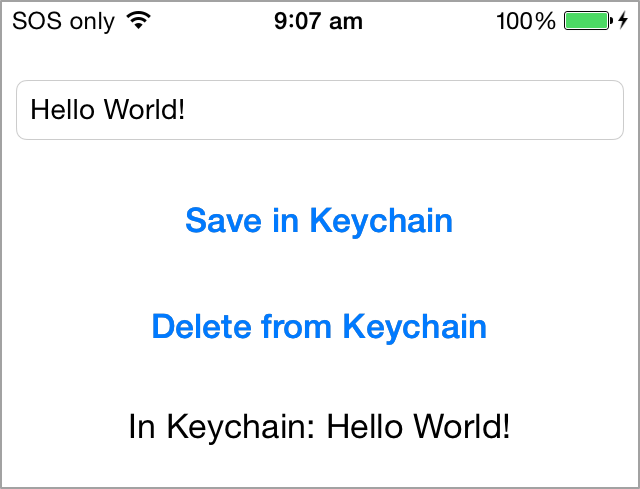 SOS only 9:07 am 100%
Hello World!
Save in Keychain
Delete from Keychain
In Keychain: Hello World!